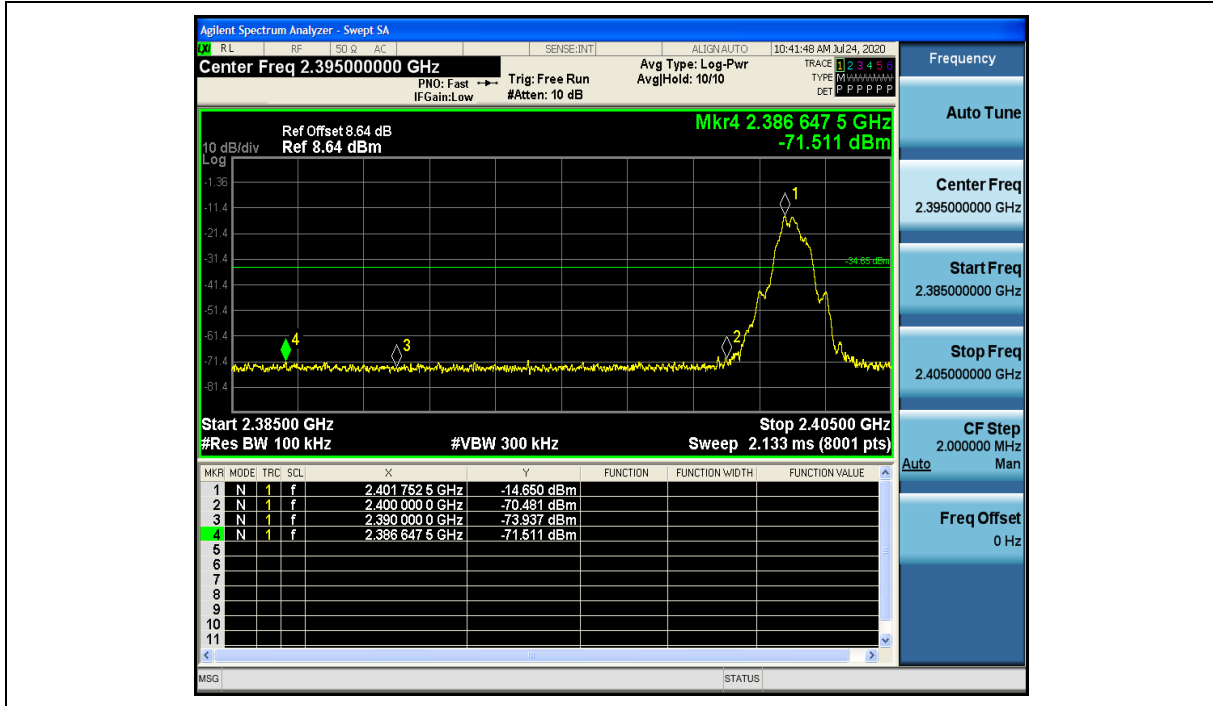 Agilent Spectrum Analyzer - Swept SA
LXI RL RF 50 Ω AC SENSE:INT ALIGNAUTO 10:41:48 AM Jul 24, 2020
Center Freq 2.395000000 GHz
PNO: Fast
IFGain:Low
Trig: Free Run
#Atten: 10 dB
Avg Type: Log-Pwr
Avg|Hold: 10/10
TRACE 1 2 3 4 5 6
TYPE M
DET P P P P P P
Ref Offset 8.64 dB
10 dB/div Ref 8.64 dBm
Log
Mkr4 2.386 647 5 GHz
-71.511 dBm
-1.36
-11.4
-21.4
-31.4
-41.4
-51.4
-61.4
-71.4
-81.4
1
2
3
4
-34.65 dBm
Start 2.38500 GHz Stop 2.40500 GHz
#Res BW 100 kHz #VBW 300 kHz Sweep 2.133 ms (8001 pts)
MKR MODE TRC SCL X Y FUNCTION FUNCTION WIDTH FUNCTION VALUE
1 N 1 f 2.401 752 5 GHz -14.650 dBm
2 N 1 f 2.400 000 0 GHz -70.481 dBm
3 N 1 f 2.390 000 0 GHz -73.937 dBm
4 N 1 f 2.386 647 5 GHz -71.511 dBm
5
6
7
8
9
10
11
MSG STATUS
Frequency
Auto Tune
Center Freq
2.395000000 GHz
Start Freq
2.385000000 GHz
Stop Freq
2.405000000 GHz
CF Step
2.000000 MHz
Auto Man
Freq Offset
0 Hz